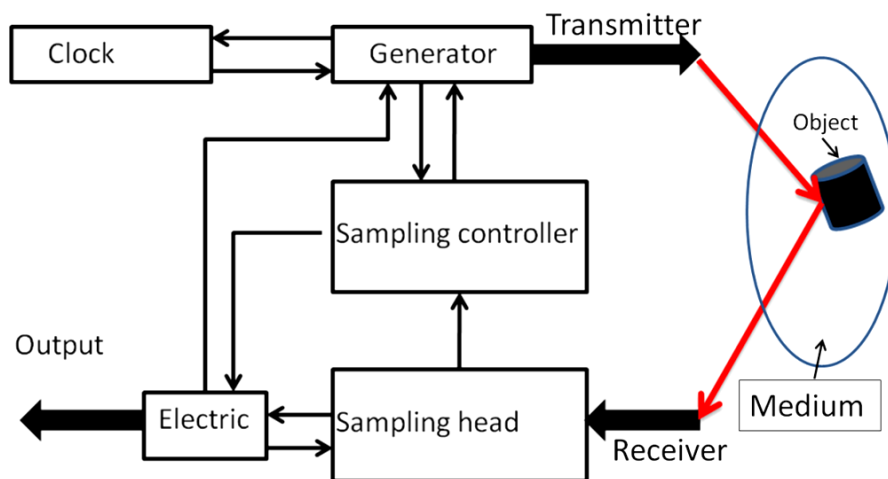 Transmitter
Clock
Generator
Object
Sampling controller
Output
Electric
Sampling head
Medium
Receiver